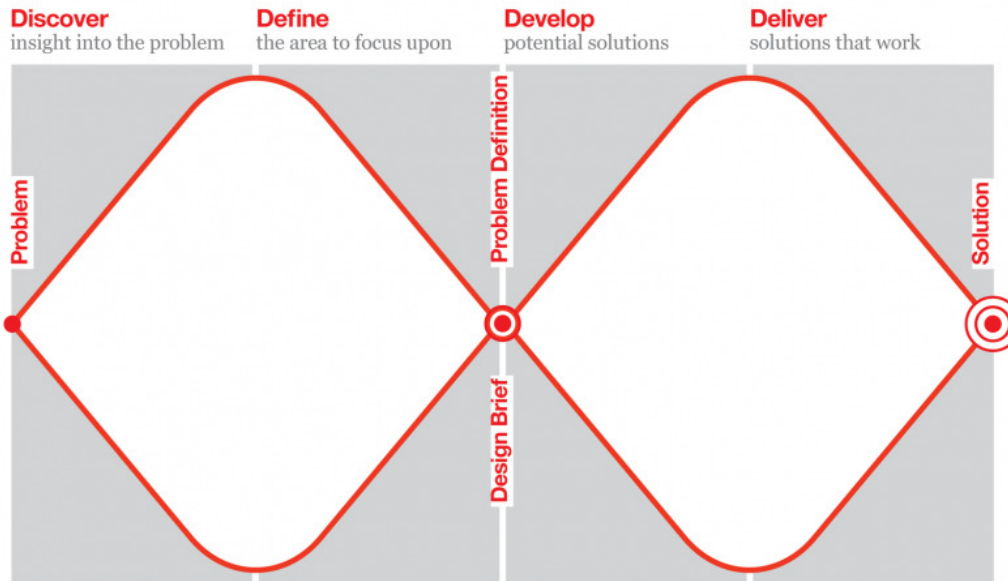 Discover
insight into the problem
Define
the area to focus upon
Develop
potential solutions
Deliver
solutions that work
Problem
Problem Definition
Design Brief
Solution